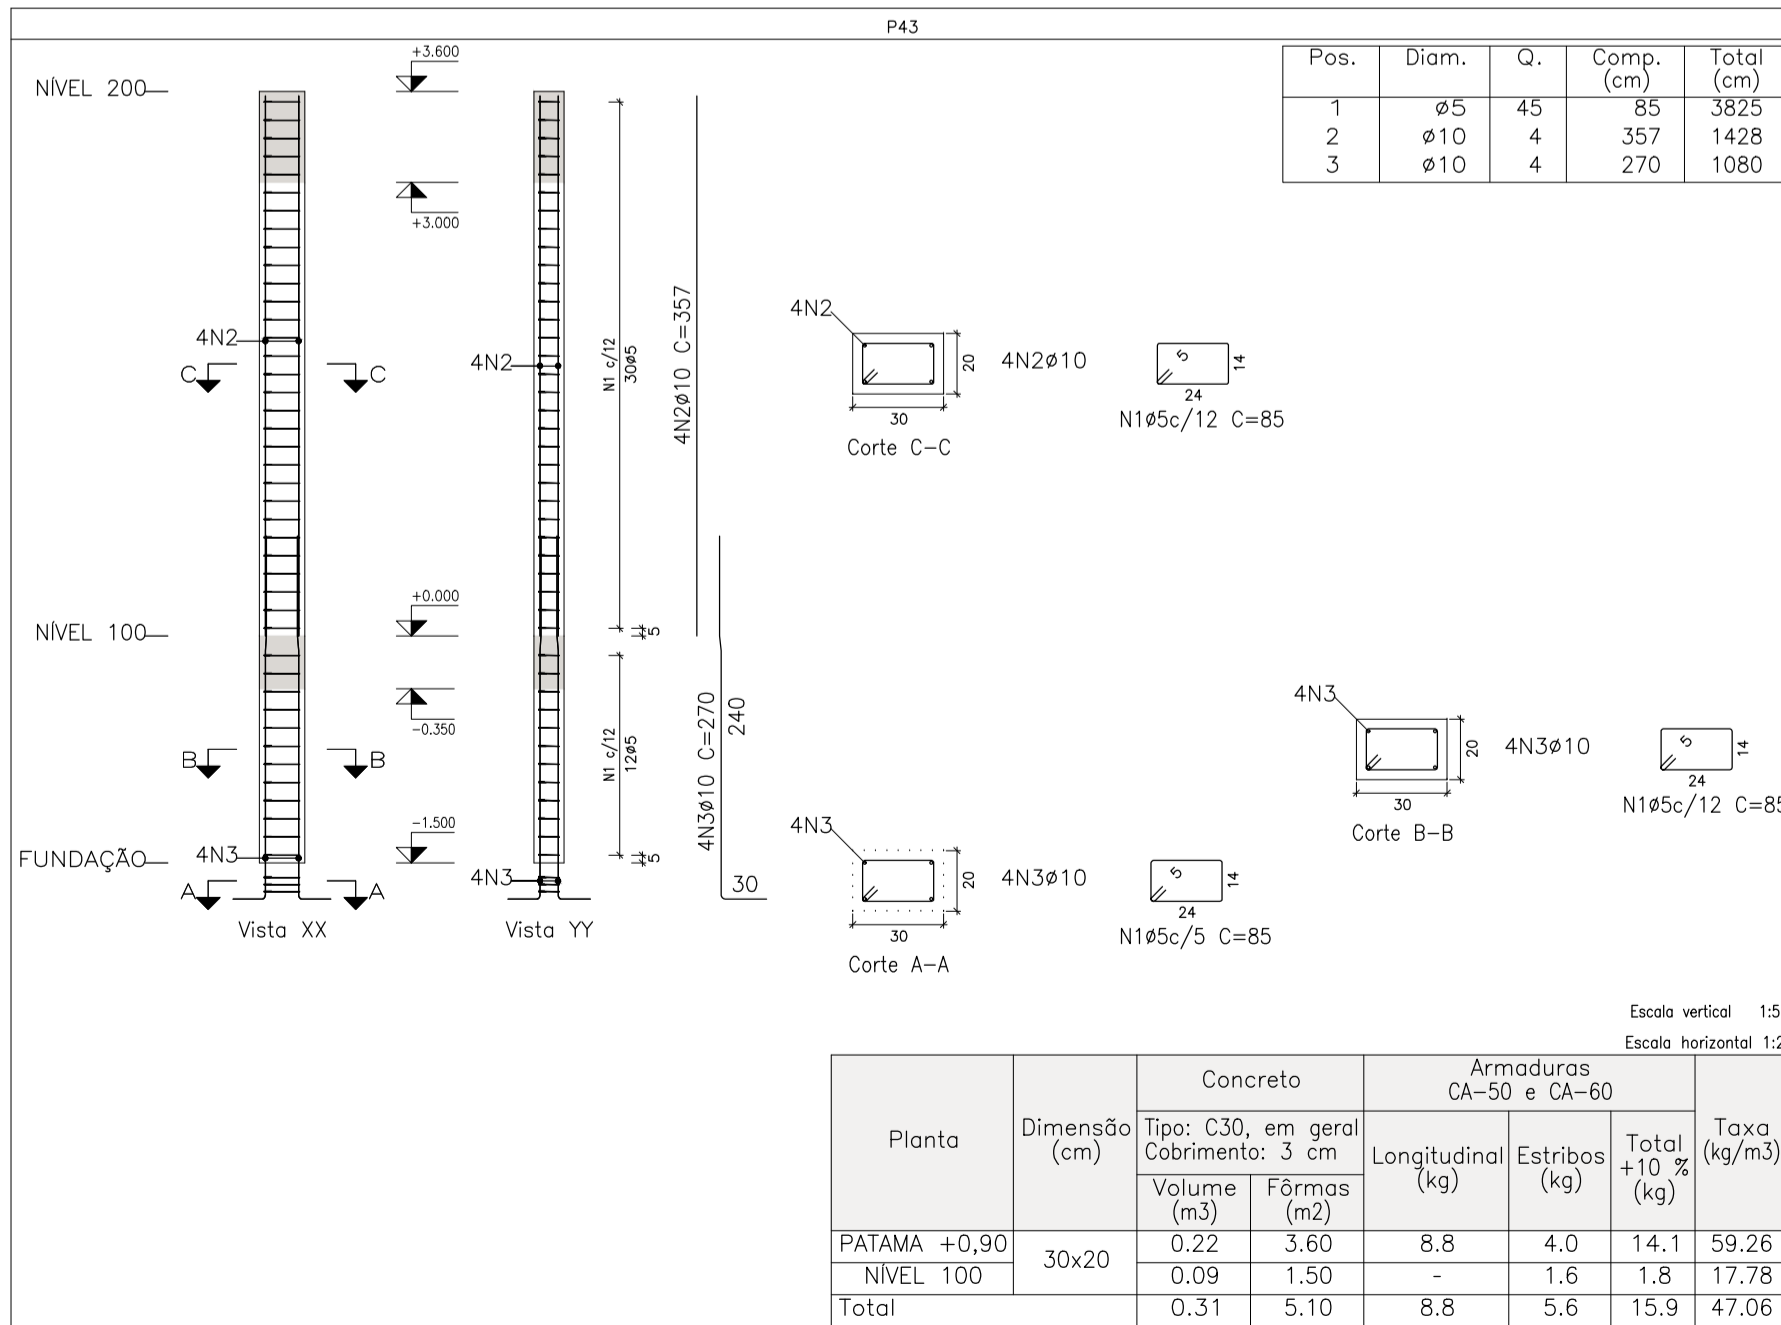 P43
Pos. Diam. Q. Comp. (cm) Total (cm)
1 ø5 45 85 3825
2 ø10 4 357 1428
3 ø10 4 270 1080
NÍVEL 200
+3.600
+3.000
4N2
C C
4N2
N1 c/12
30ø5
4N2ø10 C=357
4N2
20
30
Corte C-C
4N2ø10
5
14
24
N1ø5c/12 C=85
NÍVEL 100
+0.000
5
-0.350
B B
N1 c/12
12ø5
4N3ø10 C=270
240
4N3
20
30
Corte B-B
4N3ø10
5
14
24
N1ø5c/12 C=85
FUNDAÇÃO
-1.500
4N3
A A
4N3
5
30
Vista XX
Vista YY
4N3
20
30
Corte A-A
4N3ø10
5
14
24
N1ø5c/5 C=85
Escala vertical 1:5
Escala horizontal 1:2
Planta
Dimensão (cm)
Concreto
Tipo: C30, em geral
Cobrimento: 3 cm
Volume (m3)
Fôrmas (m2)
Armaduras
CA-50 e CA-60
Longitudinal (kg)
Estribos (kg)
Total +10 % (kg)
Taxa (kg/m3)
PATAMA +0,90 30x20 0.22 3.60 8.8 4.0 14.1 59.26
NÍVEL 100 0.09 1.50 - 1.6 1.8 17.78
Total 0.31 5.10 8.8 5.6 15.9 47.06